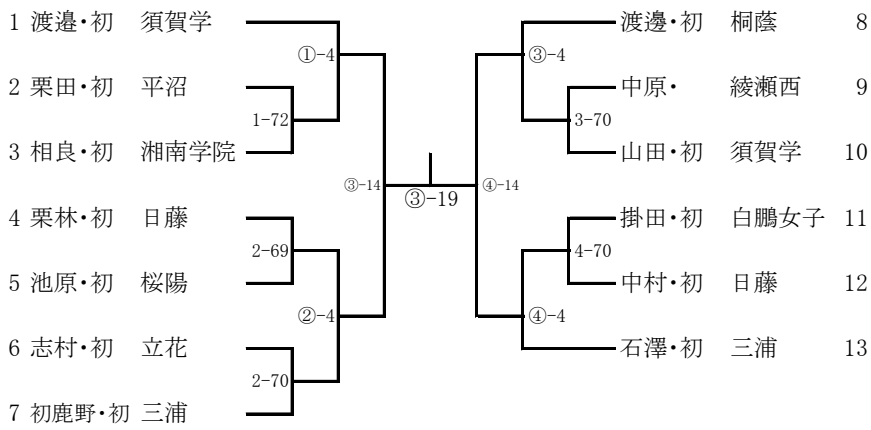 1 渡邉・初 須賀学
①-4
2 栗田・初 平沼
1-72
3 相良・初 湘南学院
③-14
4 栗林・初 日藤
2-69
5 池原・初 桜陽
②-4
6 志村・初 立花
2-70
7 初鹿野・初 三浦
③-19
渡邊・初 桐蔭 8
③-4
中原・ 綾瀬西 9
3-70
山田・初 須賀学 10
④-14
掛田・初 白鵬女子 11
4-70
中村・初 日藤 12
④-4
石澤・初 三浦 13